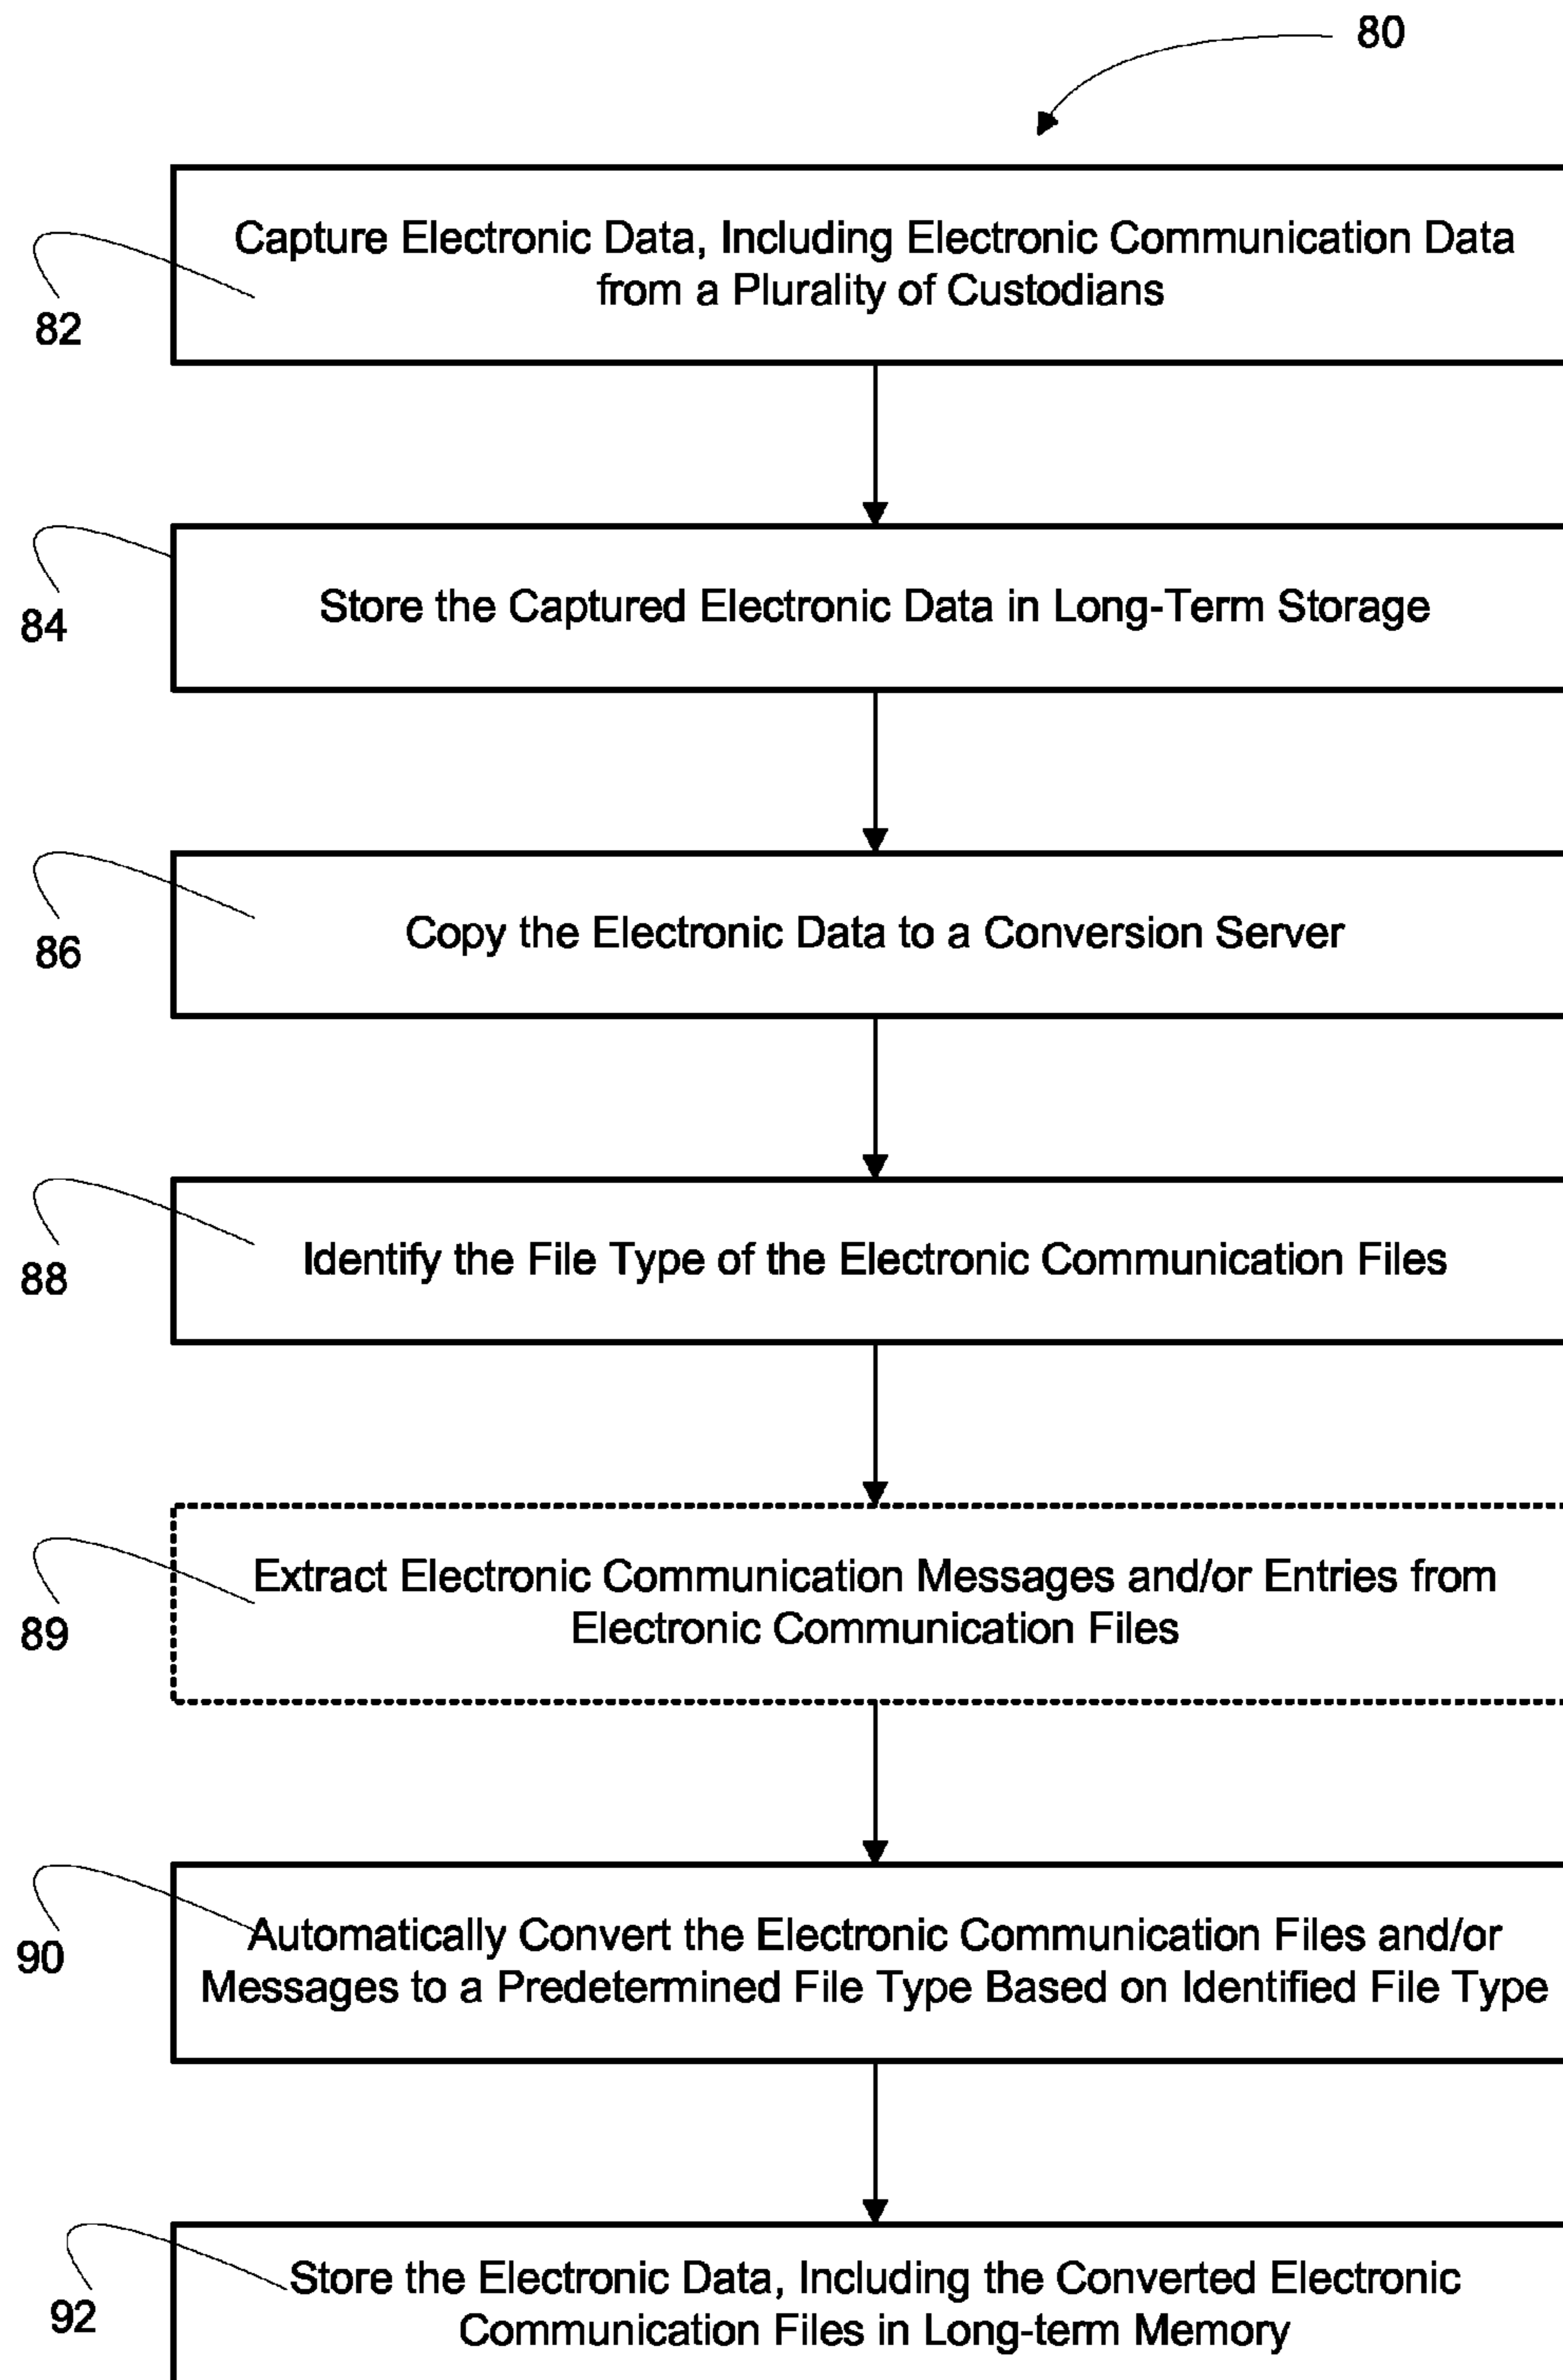 80
Capture Electronic Data, Including Electronic Communication Data
from a Plurality of Custodians
82
Store the Captured Electronic Data in Long-Term Storage
84
Copy the Electronic Data to a Conversion Server
86
Identify the File Type of the Electronic Communication Files
88
Extract Electronic Communication Messages and/or Entries from
Electronic Communication Files
89
Automatically Convert the Electronic Communication Files and/or
Messages to a Predetermined File Type Based on Identified File Type
90
Store the Electronic Data, Including the Converted Electronic
Communication Files in Long-term Memory
92